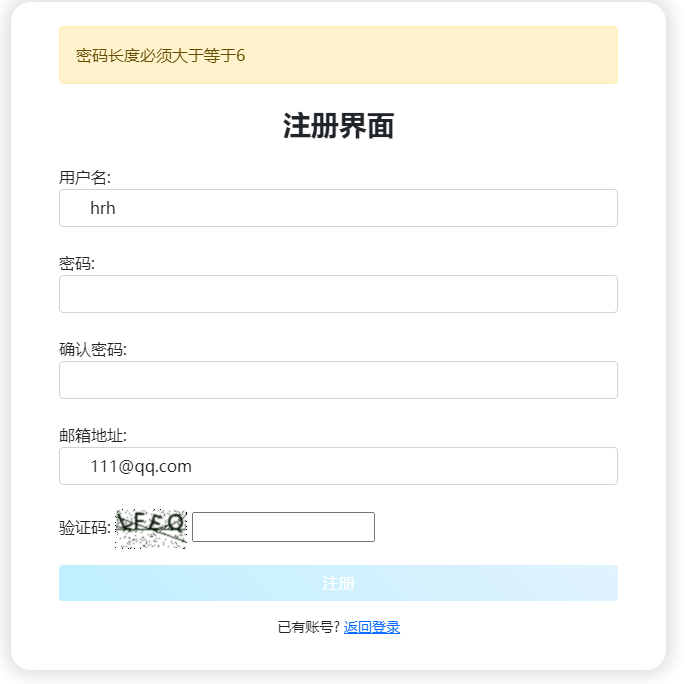 密码长度必须大于等于6
注册界面
用户名:
hrh
密码:
确认密码:
邮箱地址:
111@qq.com
验证码:
注册
已有账号? 返回登录